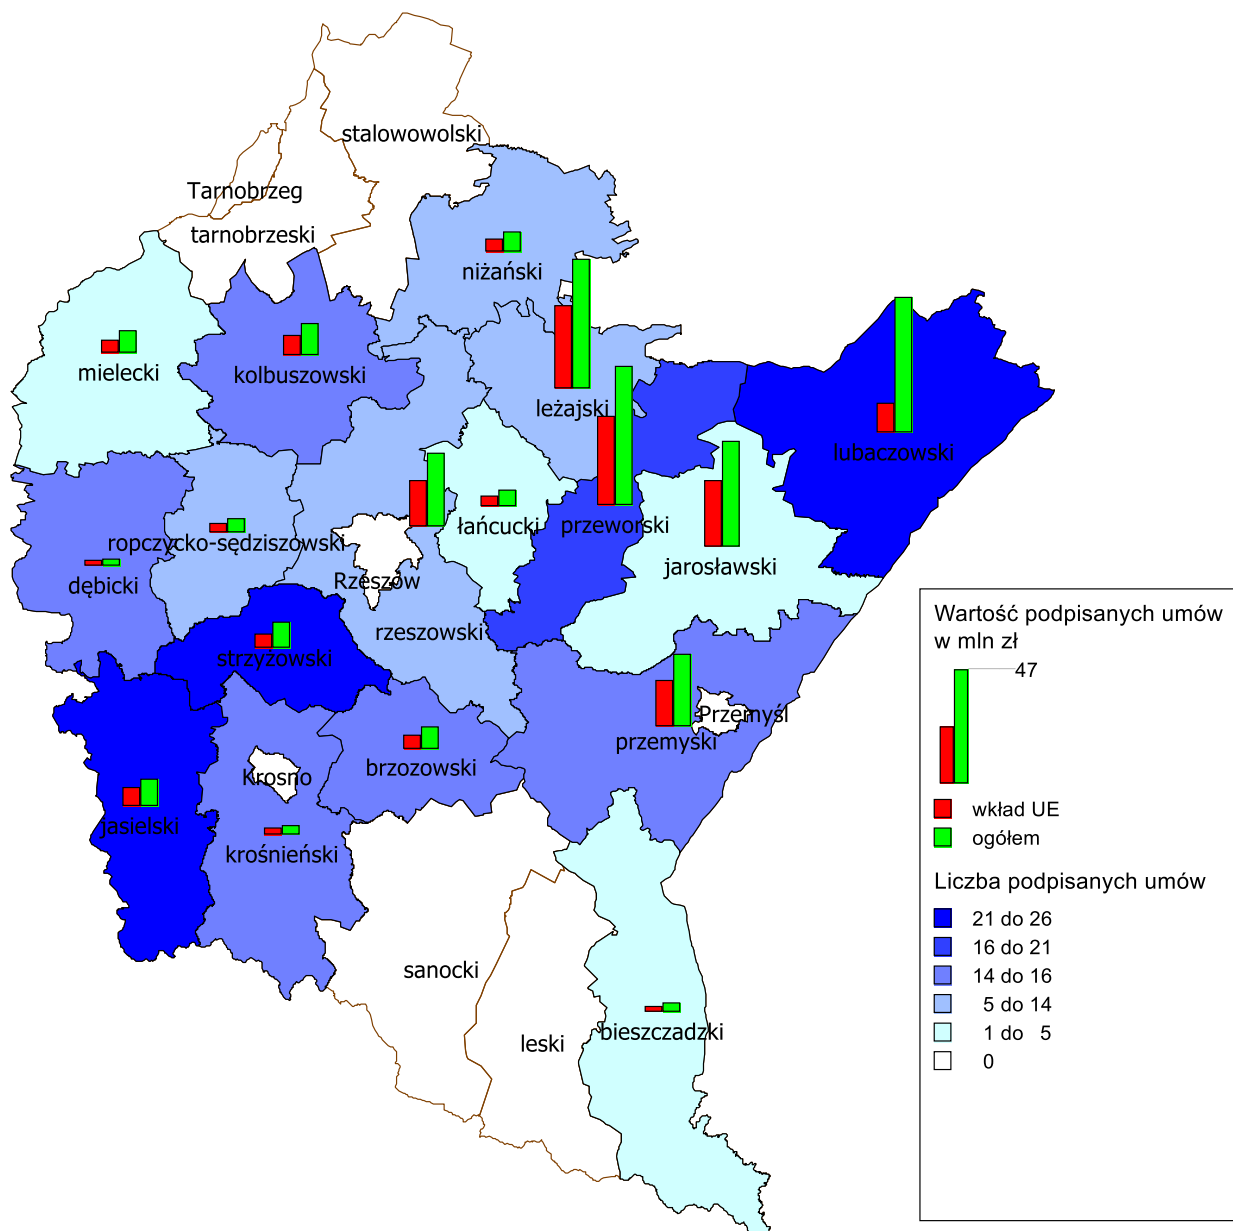 stalowowolski
Tarnobrzeg
tarnobrzeski
niżański
mielecki
kolbuszowski
leżajski
lubaczowski
ropczycko-sędziszowski
łańcucki
przeworski
jarosławski
dębicki
Rzeszów
rzeszowski
strzyżowski
Przemyśl
przemyski
brzozowski
Krosno
jasielski
krośnieński
sanocki
leski
bieszczadzki
Wartość podpisanych umów
w mln zł
47
wkład UE
ogółem
Liczba podpisanych umów
21 do 26
16 do 21
14 do 16
5 do 14
1 do 5
0